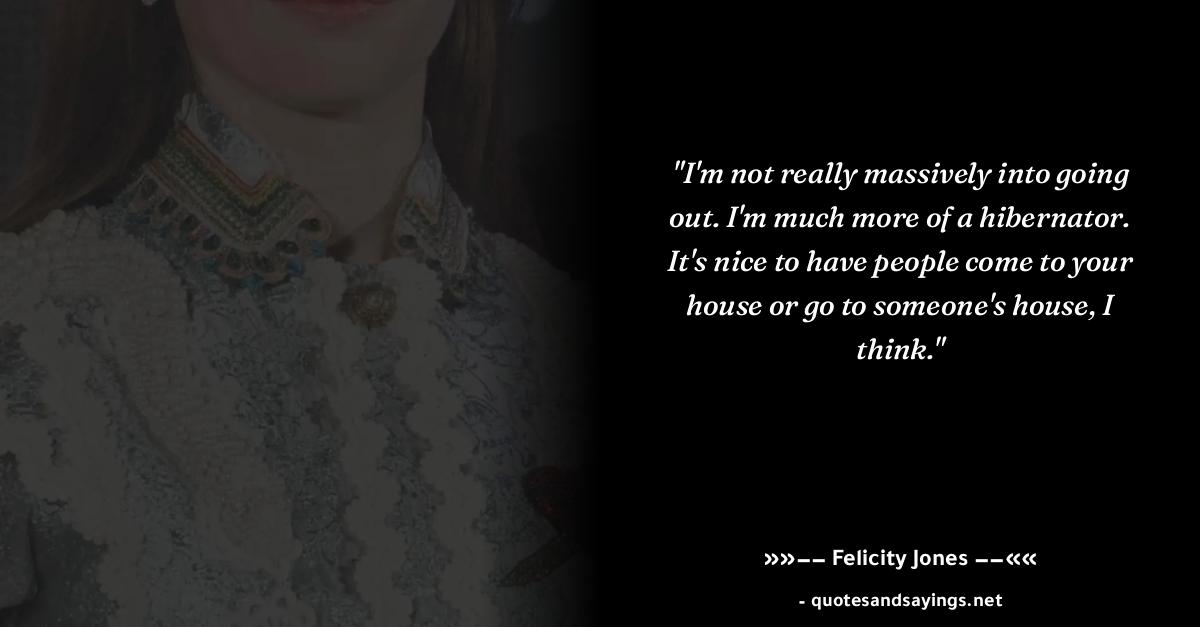 "I'm not really massively into going
out. I'm much more of a hibernator.
It's nice to have people come to your
house or go to someone's house, I
think."
»»—— Felicity Jones ——««
- quotesandsayings.net